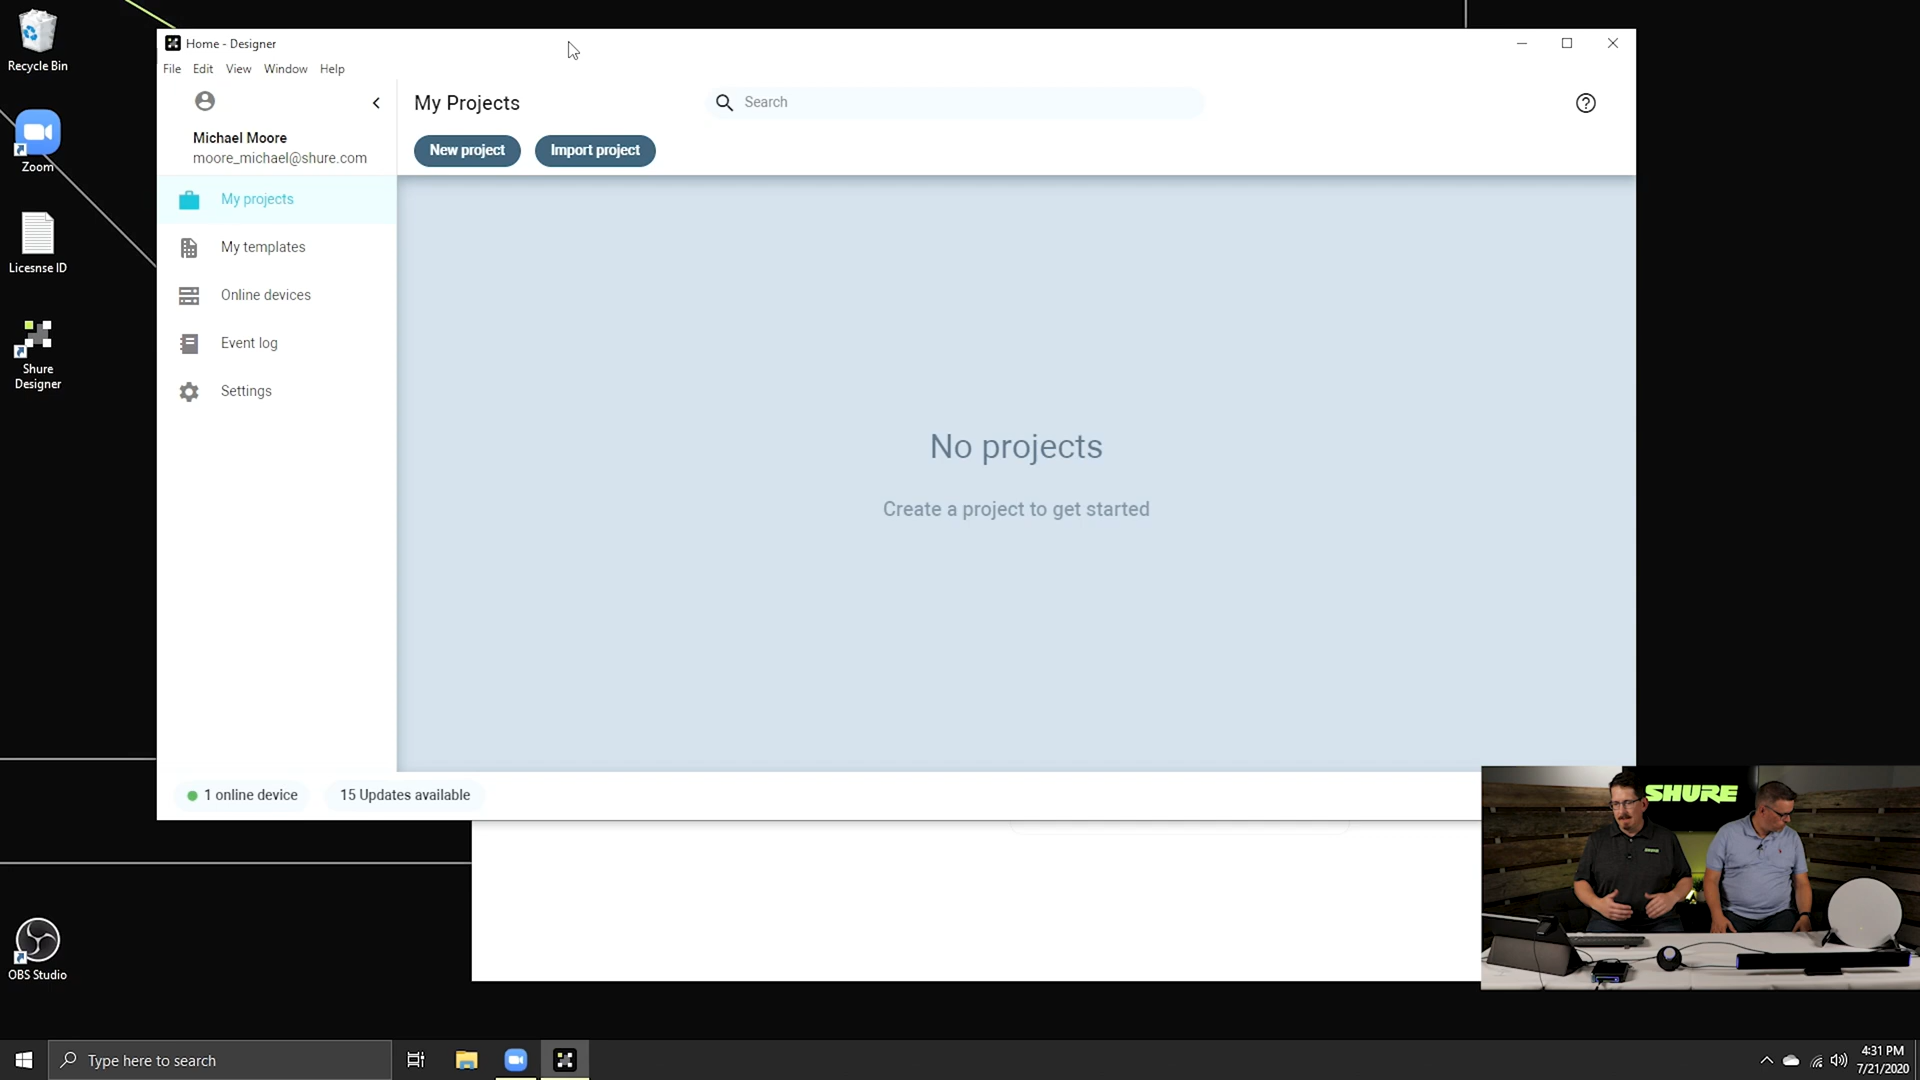 Recycle Bin
Zoom
Licesnse ID
Shure
Designer
OBS Studio
Home - Designer
File Edit View Window Help
Michael Moore
moore_michael@shure.com
My projects
My templates
Online devices
Event log
Settings
My Projects
Search
New project
Import project
No projects
Create a project to get started
1 online device
15 Updates available
SHURE
Type here to search
4:31 PM
7/21/2020